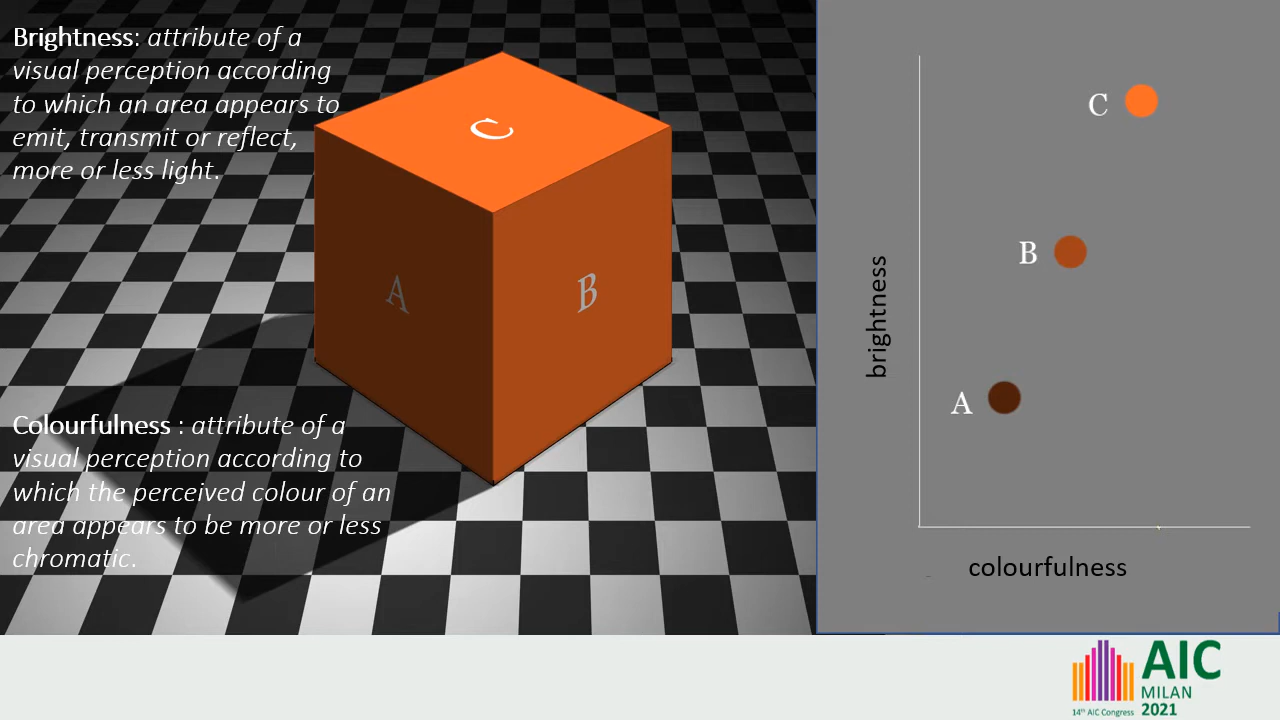 Brightness: attribute of a
visual perception according
to which an area appears to
emit, transmit or reflect,
more or less light.
C
A
B
Colourfulness : attribute of a
visual perception according to
which the perceived colour of an
area appears to be more or less
chromatic.
C
B
A
brightness
colourfulness
AIC
MILAN
14th AIC Congress 2021